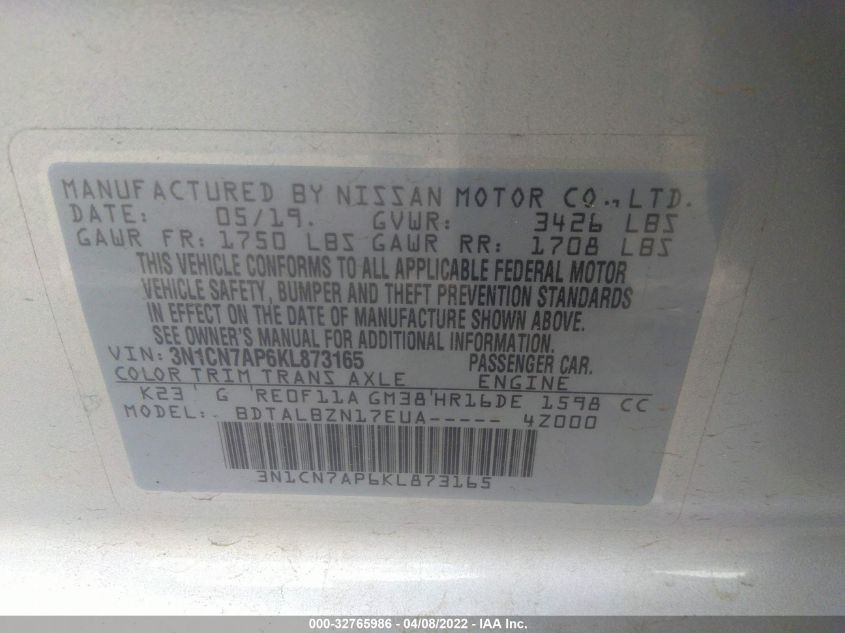 MANUFACTURED BY NISSAN MOTOR CO., LTD.
DATE: 05/19. GVWR: 3426 LBS
GAWR FR: 1750 LBS GAWR RR: 1708 LBS
THIS VEHICLE CONFORMS TO ALL APPLICABLE FEDERAL MOTOR
VEHICLE SAFETY, BUMPER AND THEFT PREVENTION STANDARDS
IN EFFECT ON THE DATE OF MANUFACTURE SHOWN ABOVE.
SEE OWNER'S MANUAL FOR ADDITIONAL INFORMATION.
VIN: 3N1CN7AP6KL873165 PASSENGER CAR.
COLOR TRIM TRANS AXLE ENGINE
K23 G 'RE0F11A GM38'HR16DE 1598 CC
MODEL: BDTALBZN17EUA----- 4Z000
3N1CN7AP6KL873165
000-32765986 - 04/08/2022 - IAA Inc.